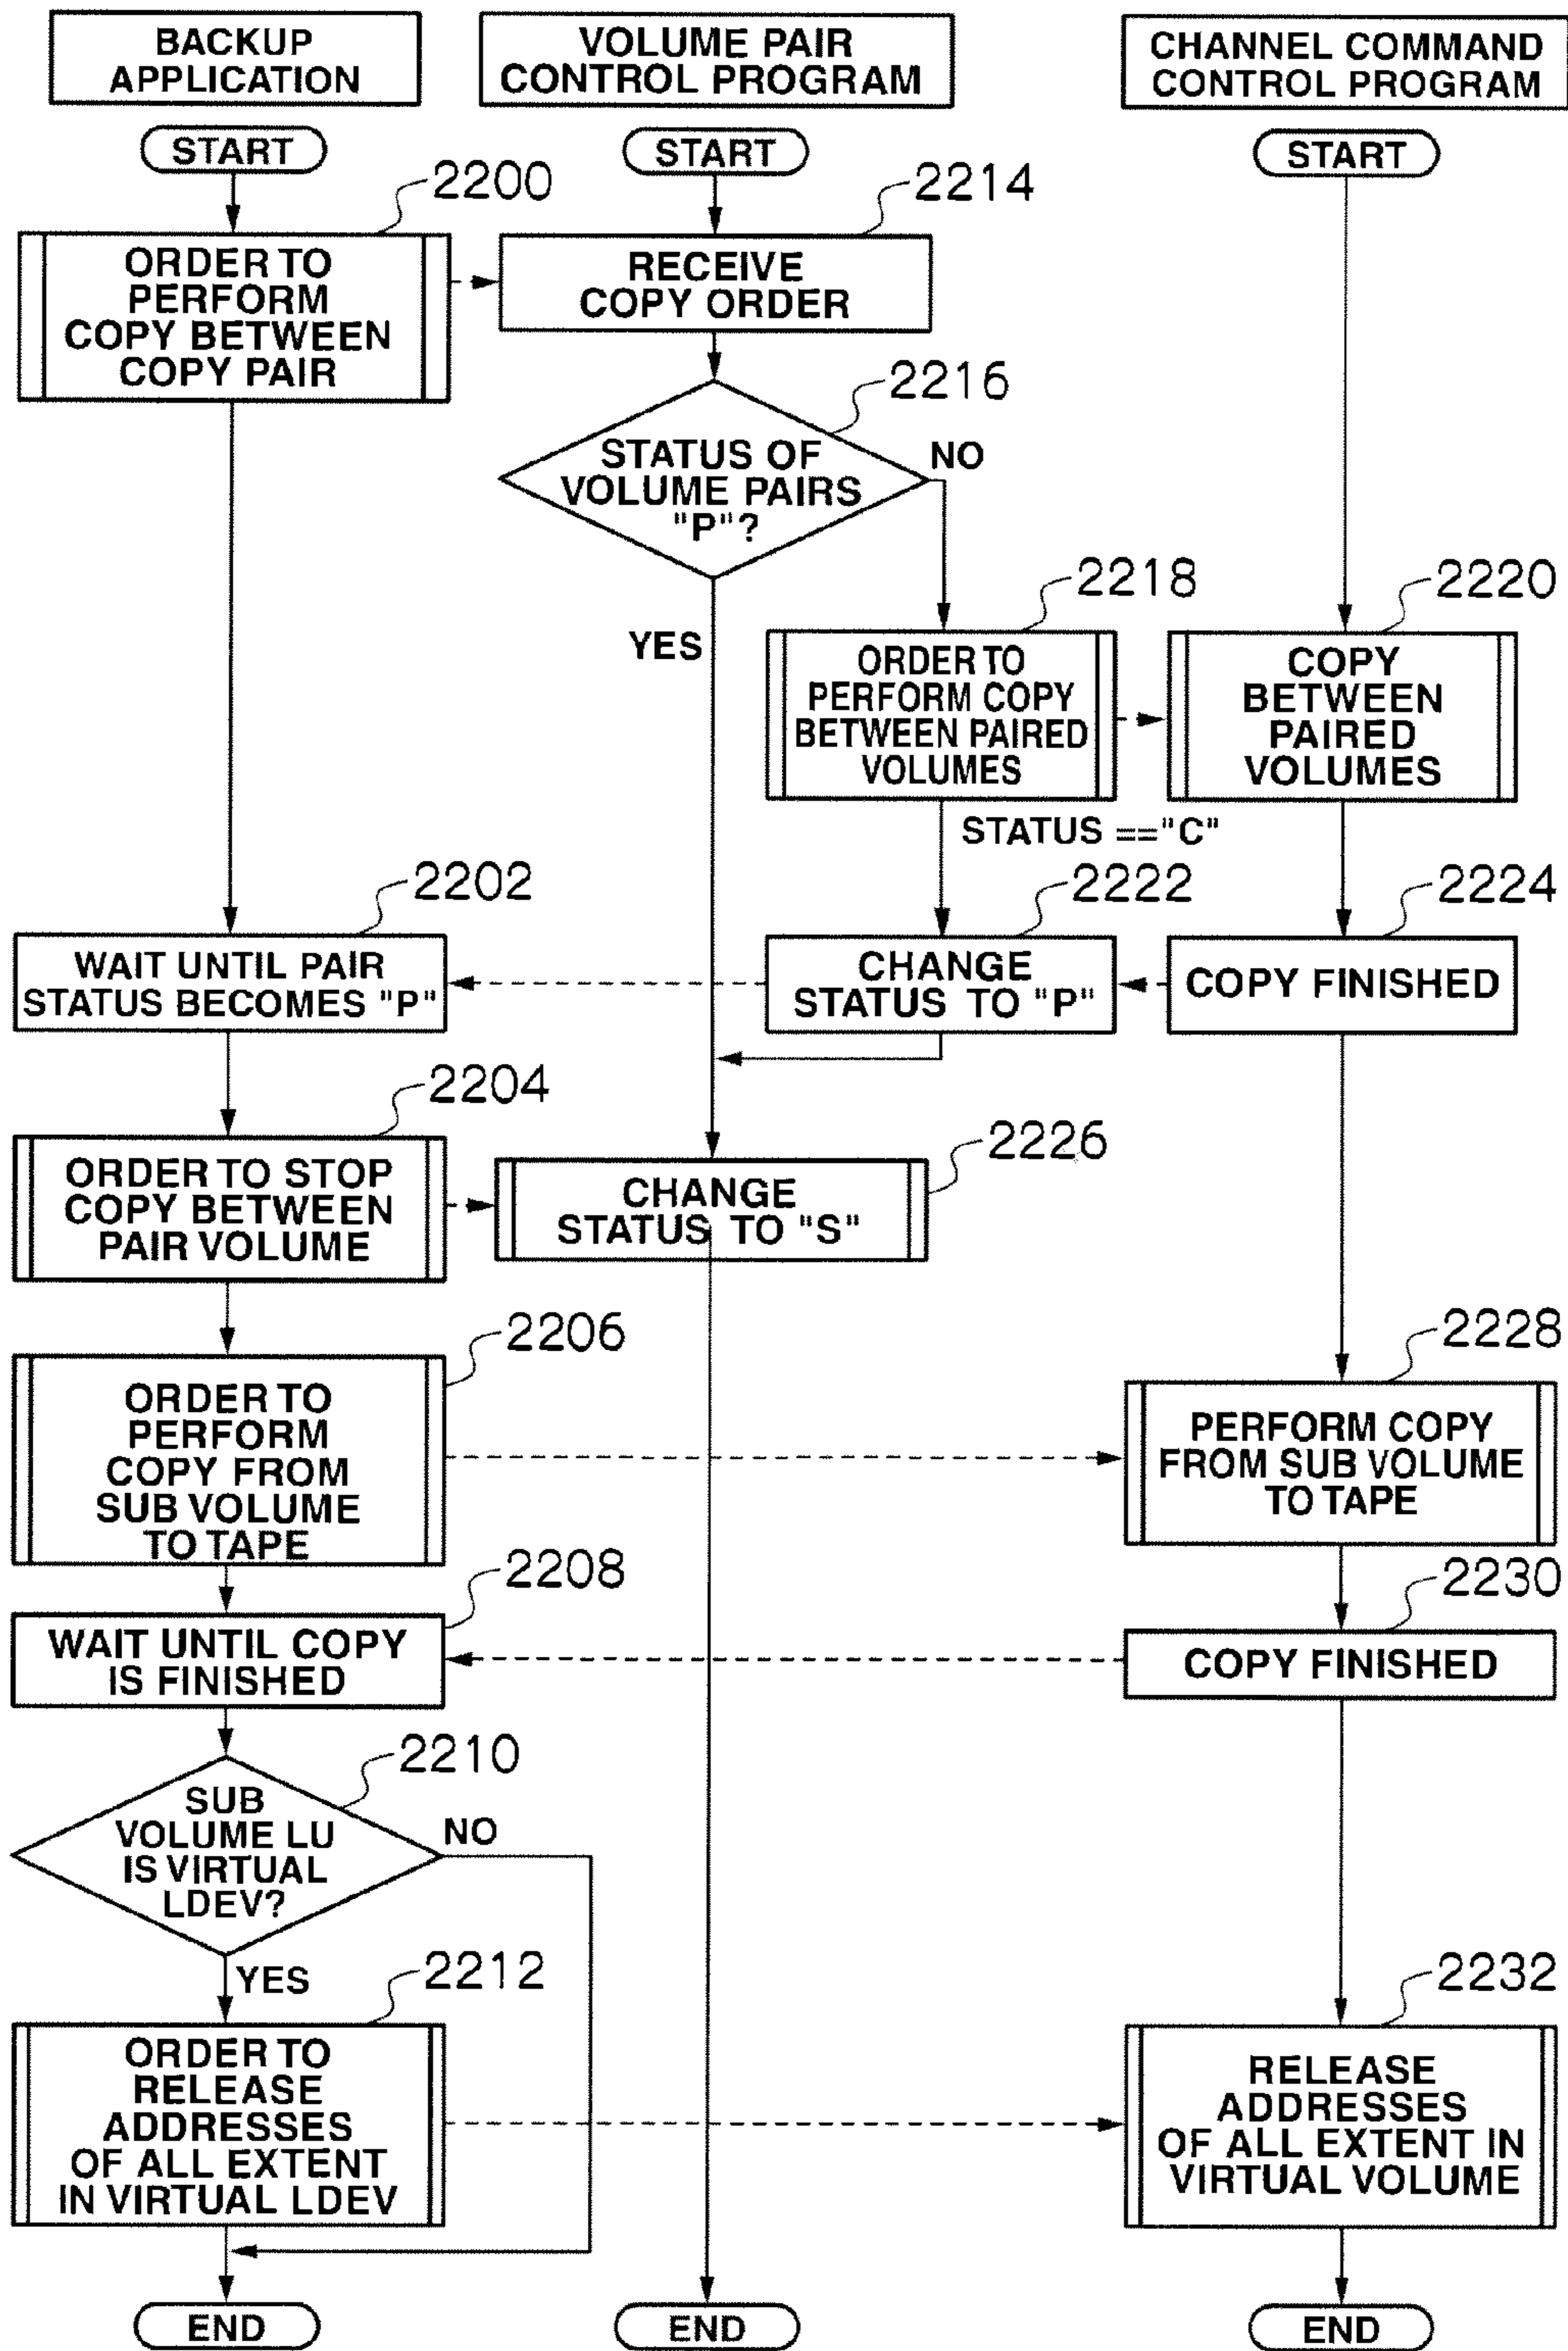 BACKUP
APPLICATION
VOLUME PAIR
CONTROL PROGRAM
CHANNEL COMMAND
CONTROL PROGRAM
START
START
START
2200
ORDER TO
PERFORM
COPY BETWEEN
COPY PAIR
2214
RECEIVE
COPY ORDER
2216
STATUS OF
VOLUME PAIRS
"P"?
NO
YES
2218
ORDER TO
PERFORM COPY
BETWEEN PAIRED
VOLUMES
2220
COPY
BETWEEN
PAIRED
VOLUMES
STATUS =="C"
2202
WAIT UNTIL PAIR
STATUS BECOMES "P"
2222
CHANGE
STATUS TO "P"
2224
COPY FINISHED
2204
ORDER TO STOP
COPY BETWEEN
PAIR VOLUME
2226
CHANGE
STATUS TO "S"
2206
ORDER TO
PERFORM
COPY FROM
SUB VOLUME
TO TAPE
2228
PERFORM COPY
FROM SUB VOLUME
TO TAPE
2208
WAIT UNTIL COPY
IS FINISHED
2230
COPY FINISHED
2210
SUB
VOLUME LU
IS VIRTUAL
LDEV?
NO
YES
2212
ORDER TO
RELEASE
ADDRESSES
OF ALL EXTENT
IN VIRTUAL LDEV
2232
RELEASE
ADDRESSES
OF ALL EXTENT IN
VIRTUAL VOLUME
END
END
END